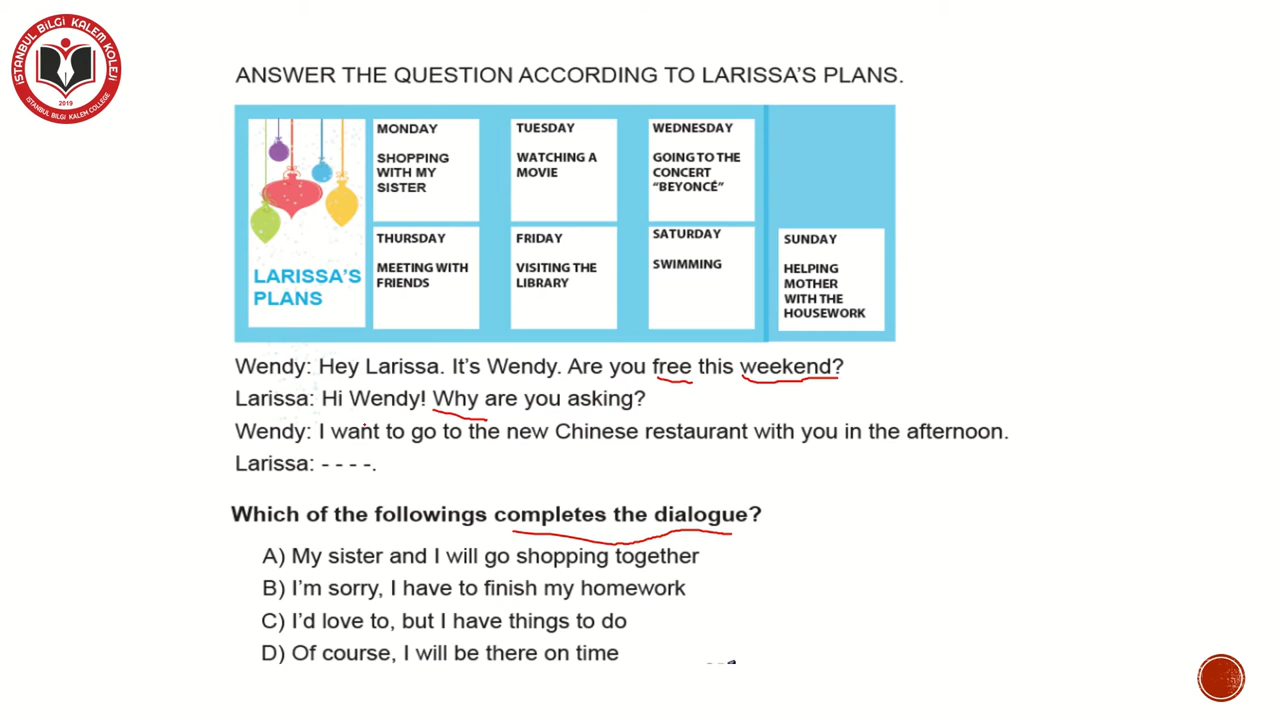 İSTANBUL BİLGİ KALEM KOLEJİ
2019
ISTANBUL BILGI KALEM COLLEGE
ANSWER THE QUESTION ACCORDING TO LARISSA'S PLANS.
LARISSA'S
PLANS
MONDAY
SHOPPING
WITH MY
SISTER
TUESDAY
WATCHING A
MOVIE
WEDNESDAY
GOING TO THE
CONCERT
"BEYONCÉ"
THURSDAY
MEETING WITH
FRIENDS
FRIDAY
VISITING THE
LIBRARY
SATURDAY
SWIMMING
SUNDAY
HELPING
MOTHER
WITH THE
HOUSEWORK
Wendy: Hey Larissa. It's Wendy. Are you free this weekend?
Larissa: Hi Wendy! Why are you asking?
Wendy: I want to go to the new Chinese restaurant with you in the afternoon.
Larissa: - - - -.
Which of the followings completes the dialogue?
A) My sister and I will go shopping together
B) I'm sorry, I have to finish my homework
C) I'd love to, but I have things to do
D) Of course, I will be there on time